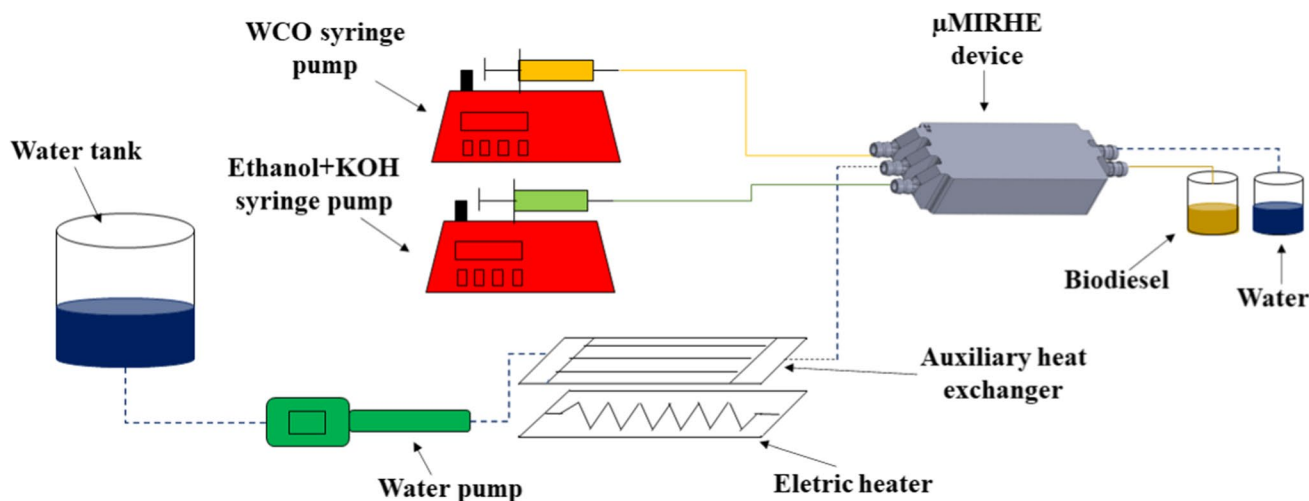 WCO syringe
pump
μMIRHE
device
Water tank
Ethanol+KOH
syringe pump
Biodiesel
Water
Auxiliary heat
exchanger
Water pump
Eletric heater